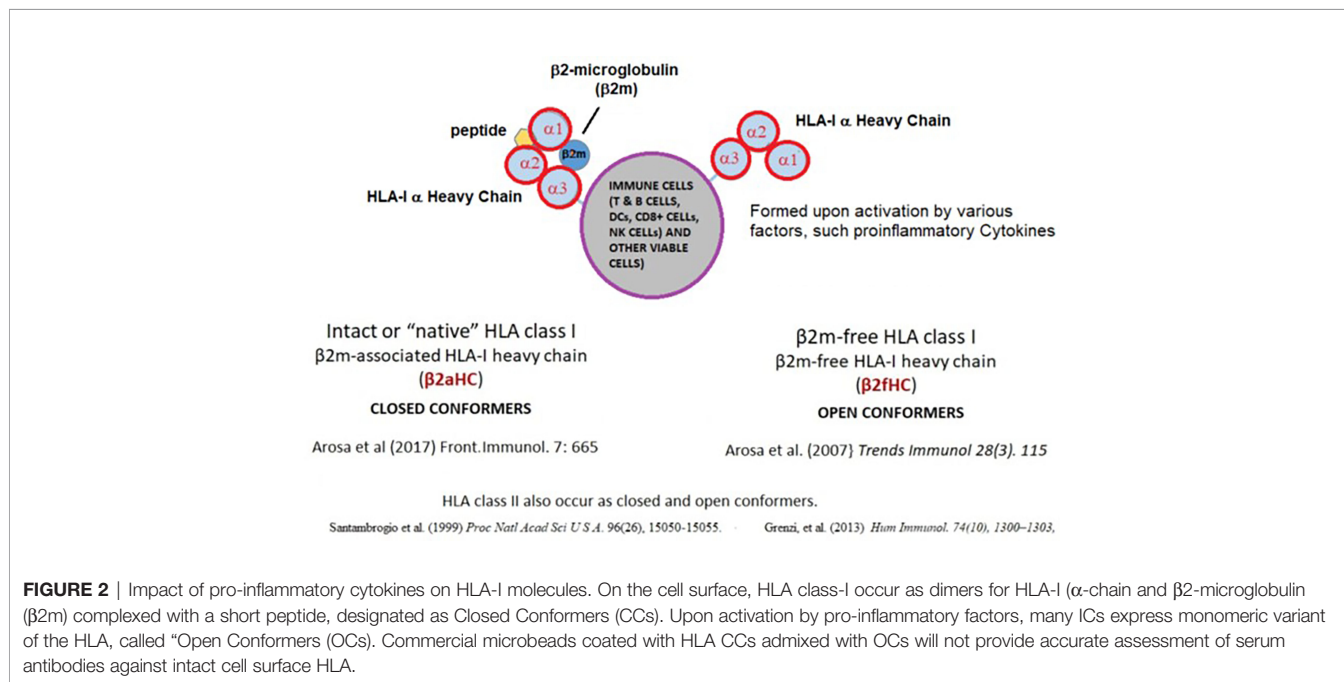 β2-microglobulin
(β2m)
peptide
α1
α2
β2m
α3
HLA-I α Heavy Chain
HLA-I α Heavy Chain
α2
α3
α1
IMMUNE CELLS
(T & B CELLS,
DCs, CD8+ CELLS,
NK CELLs) AND
OTHER VIABLE
CELLS)
Formed upon activation by various
factors, such proinflammatory Cytokines
Intact or “native” HLA class I
β2m-associated HLA-I heavy chain
(β2aHC)
CLOSED CONFORMERS
Arosa et al (2017) Front.Immunol. 7: 665
β2m-free HLA class I
β2m-free HLA-I heavy chain
(β2fHC)
OPEN CONFORMERS
Arosa et al. (2007} Trends Immunol 28(3). 115
HLA class II also occur as closed and open conformers.
Santambrogio et al. (1999) Proc Natl Acad Sci U S A. 96(26), 15050-15055. · Grenzi, et al. (2013) Hum Immunol. 74(10), 1300–1303,
FIGURE 2 | Impact of pro-inflammatory cytokines on HLA-I molecules. On the cell surface, HLA class-I occur as dimers for HLA-I (α-chain and β2-microglobulin
(β2m) complexed with a short peptide, designated as Closed Conformers (CCs). Upon activation by pro-inflammatory factors, many ICs express monomeric variant
of the HLA, called “Open Conformers (OCs). Commercial microbeads coated with HLA CCs admixed with OCs will not provide accurate assessment of serum
antibodies against intact cell surface HLA.